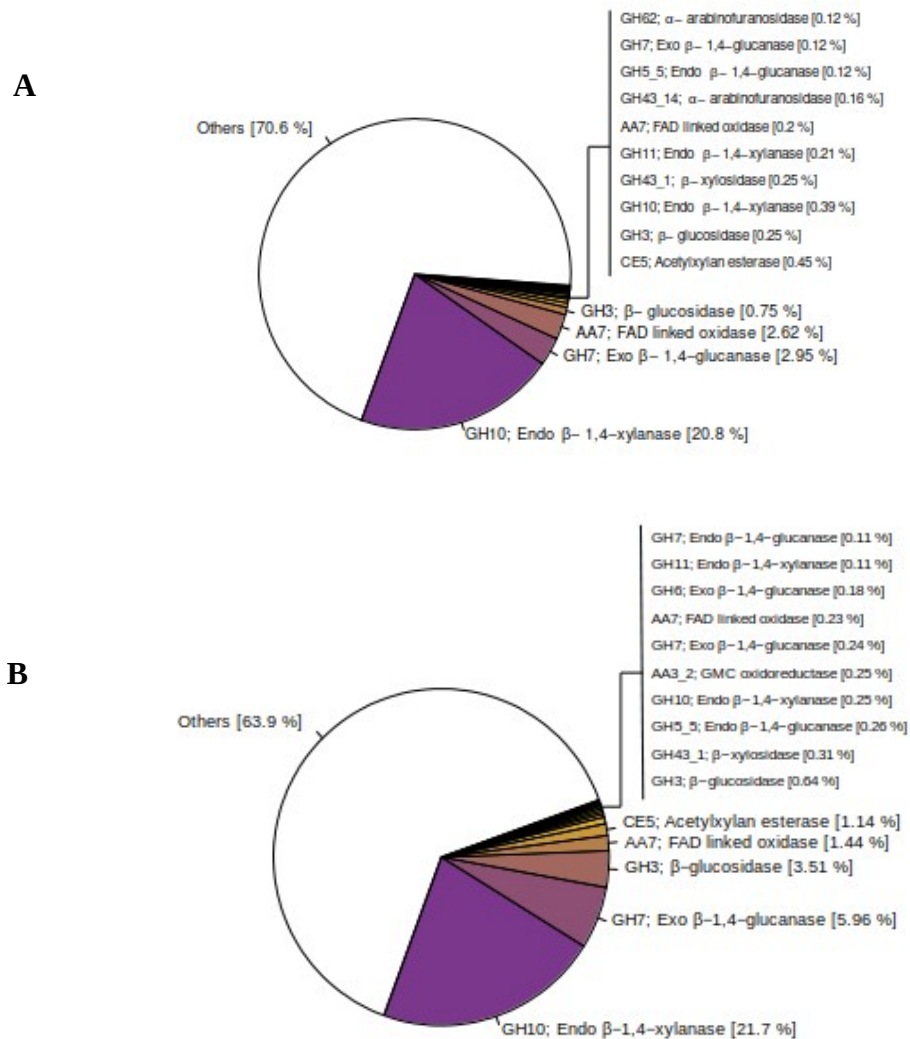 A
GH62; α− arabinofuranosidase [0.12 %]
GH7; Exo β− 1,4−glucanase [0.12 %]
GH5_5; Endo β− 1,4−glucanase [0.12 %]
GH43_14; α− arabinofuranosidase [0.16 %]
AA7; FAD linked oxidase [0.2 %]
GH11; Endo β− 1,4−xylanase [0.21 %]
GH43_1; β− xylosidase [0.25 %]
GH10; Endo β− 1,4−xylanase [0.39 %]
GH3; β− glucosidase [0.25 %]
CE5; Acetylxylan esterase [0.45 %]
Others [70.6 %]
GH3; β− glucosidase [0.75 %]
AA7; FAD linked oxidase [2.62 %]
GH7; Exo β− 1,4−glucanase [2.95 %]
GH10; Endo β− 1,4−xylanase [20.8 %]
B
GH7; Endo β−1,4−glucanase [0.11 %]
GH11; Endo β−1,4−xylanase [0.11 %]
GH6; Exo β−1,4−glucanase [0.18 %]
AA7; FAD linked oxidase [0.23 %]
GH7; Exo β−1,4−glucanase [0.24 %]
AA3_2; GMC oxidoreductase [0.25 %]
GH10; Endo β−1,4−xylanase [0.25 %]
GH5_5; Endo β−1,4−glucanase [0.26 %]
GH43_1; β−xylosidase [0.31 %]
GH3; β−glucosidase [0.64 %]
Others [63.9 %]
CE5; Acetylxylan esterase [1.14 %]
AA7; FAD linked oxidase [1.44 %]
GH3; β−glucosidase [3.51 %]
GH7; Exo β−1,4−glucanase [5.96 %]
GH10; Endo β−1,4−xylanase [21.7 %]